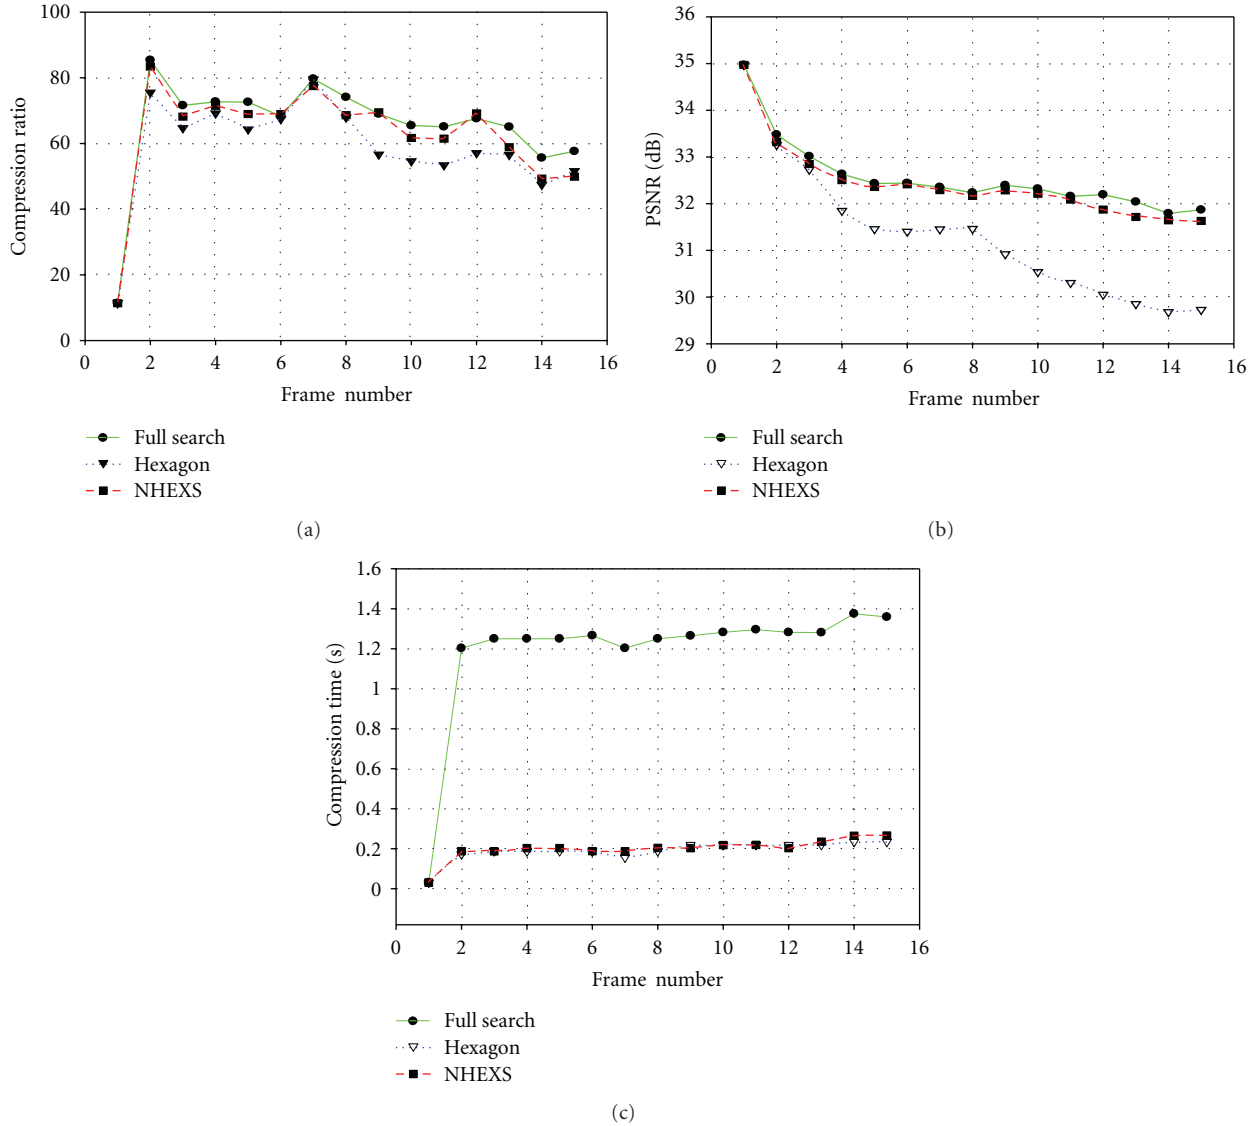 100
80
60
40
20
0
Compression ratio
0 2 4 6 8 10 12 14 16
Frame number
Full search
Hexagon
NHEXS
(a)
36
35
34
33
32
31
30
29
PSNR (dB)
0 2 4 6 8 10 12 14 16
Frame number
Full search
Hexagon
NHEXS
(b)
1.6
1.4
1.2
1
0.8
0.6
0.4
0.2
0
Compression time (s)
0 2 4 6 8 10 12 14 16
Frame number
Full search
Hexagon
NHEXS
(c)